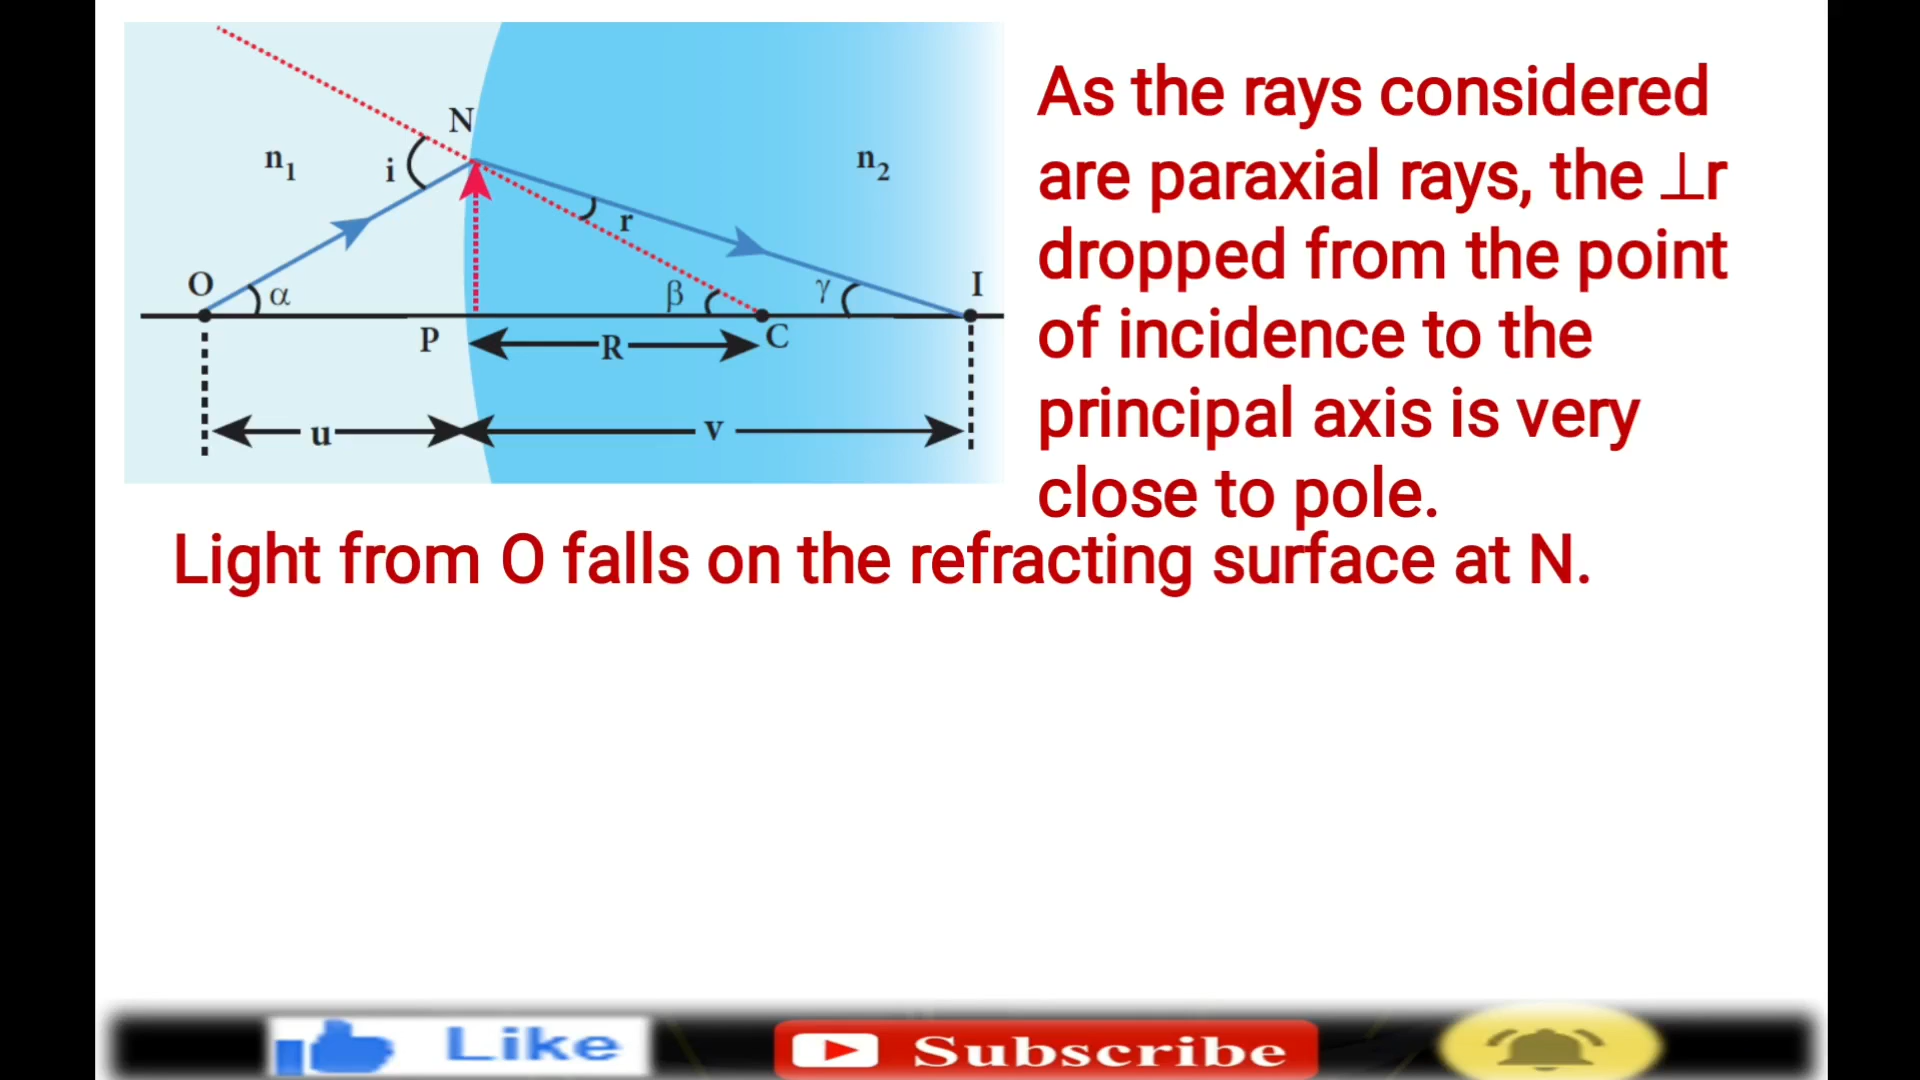 N
n1
i
n2
r
O
α
β
γ
I
P
R
C
u
v
As the rays considered
are paraxial rays, the ⊥r
dropped from the point
of incidence to the
principal axis is very
close to pole.
Light from O falls on the refracting surface at N.
Like
Subscribe